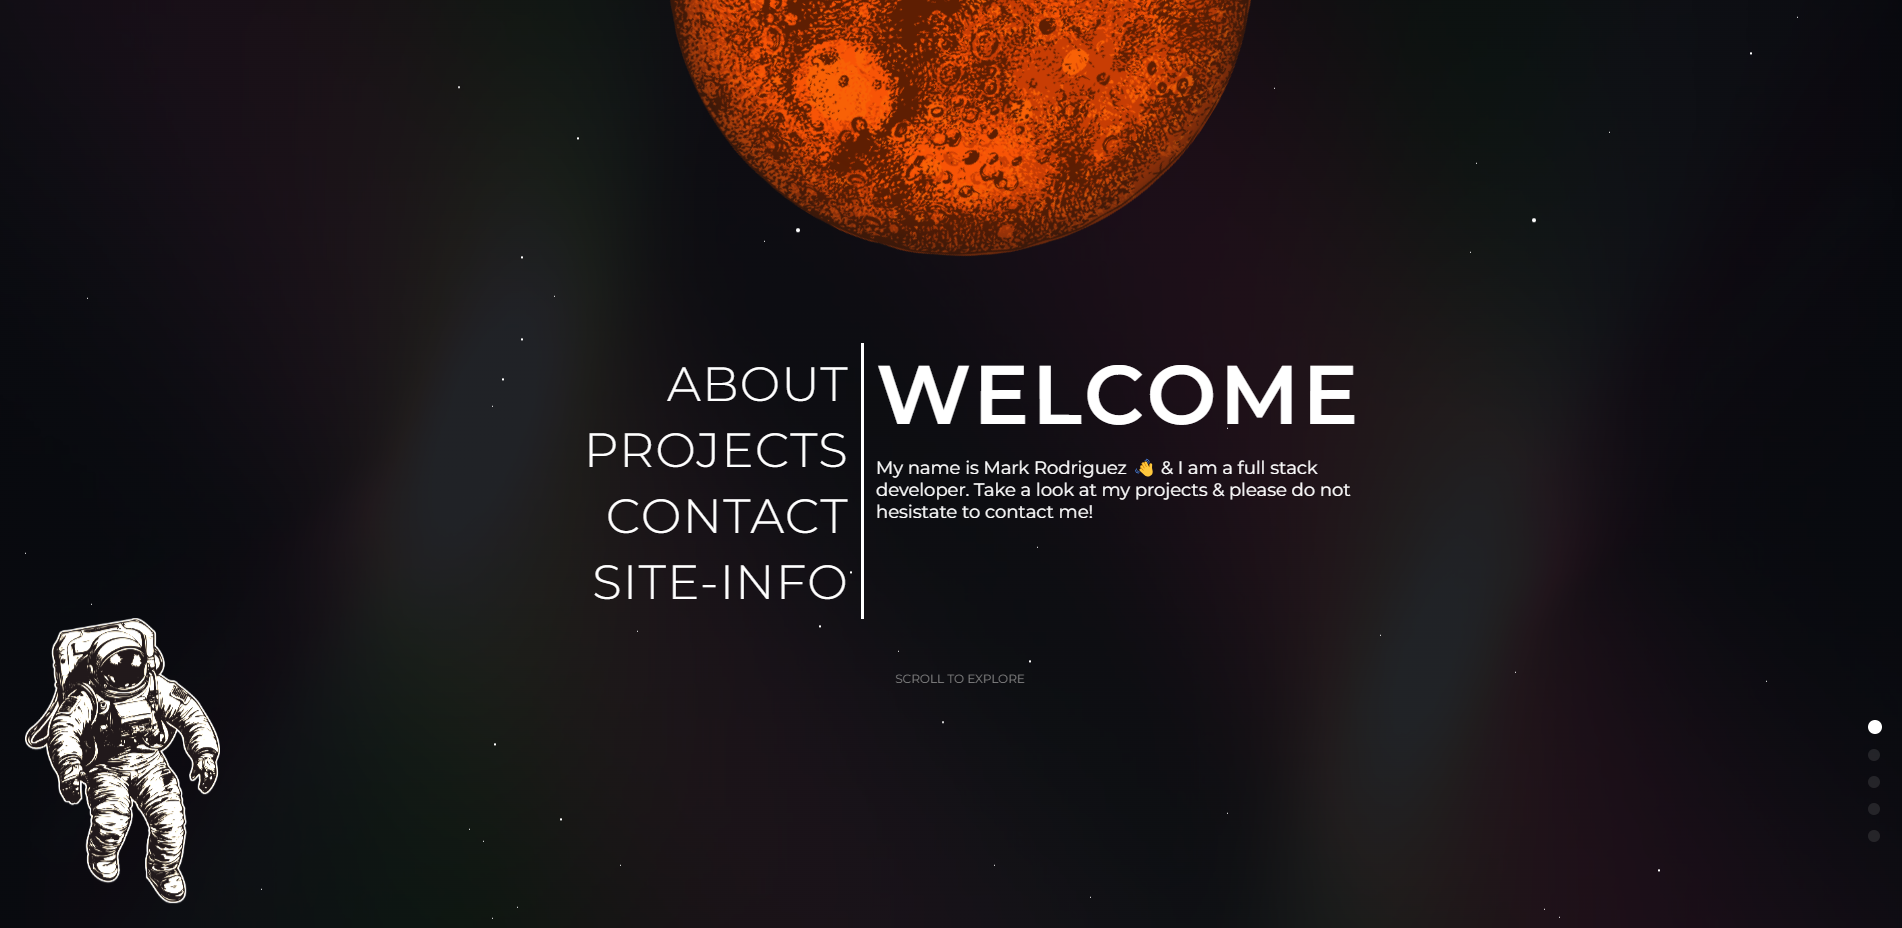 ABOUT
PROJECTS
CONTACT
SITE-INFO
WELCOME
My name is Mark Rodriguez 👋 & I am a full stack
developer. Take a look at my projects & please do not
hesistate to contact me!
SCROLL TO EXPLORE